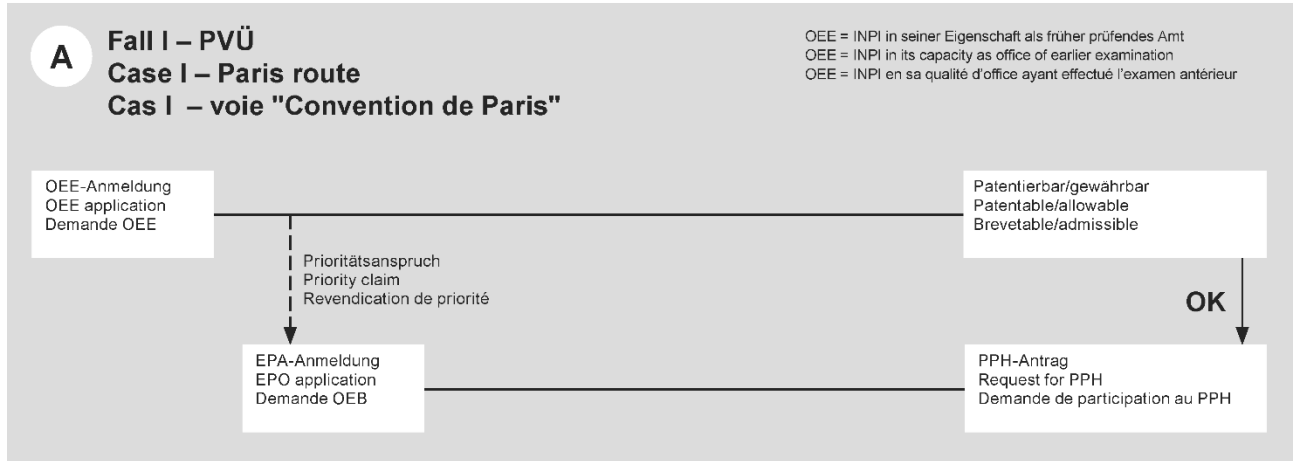 A
Fall I – PVÜ
Case I – Paris route
Cas I – voie "Convention de Paris"
OEE = INPI in seiner Eigenschaft als früher prüfendes Amt
OEE = INPI in its capacity as office of earlier examination
OEE = INPI en sa qualité d'office ayant effectué l'examen antérieur
OEE-Anmeldung
OEE application
Demande OEE
Patentierbar/gewährbar
Patentable/allowable
Brevetable/admissible
Prioritätsanspruch
Priority claim
Revendication de priorité
OK
EPA-Anmeldung
EPO application
Demande OEB
PPH-Antrag
Request for PPH
Demande de participation au PPH